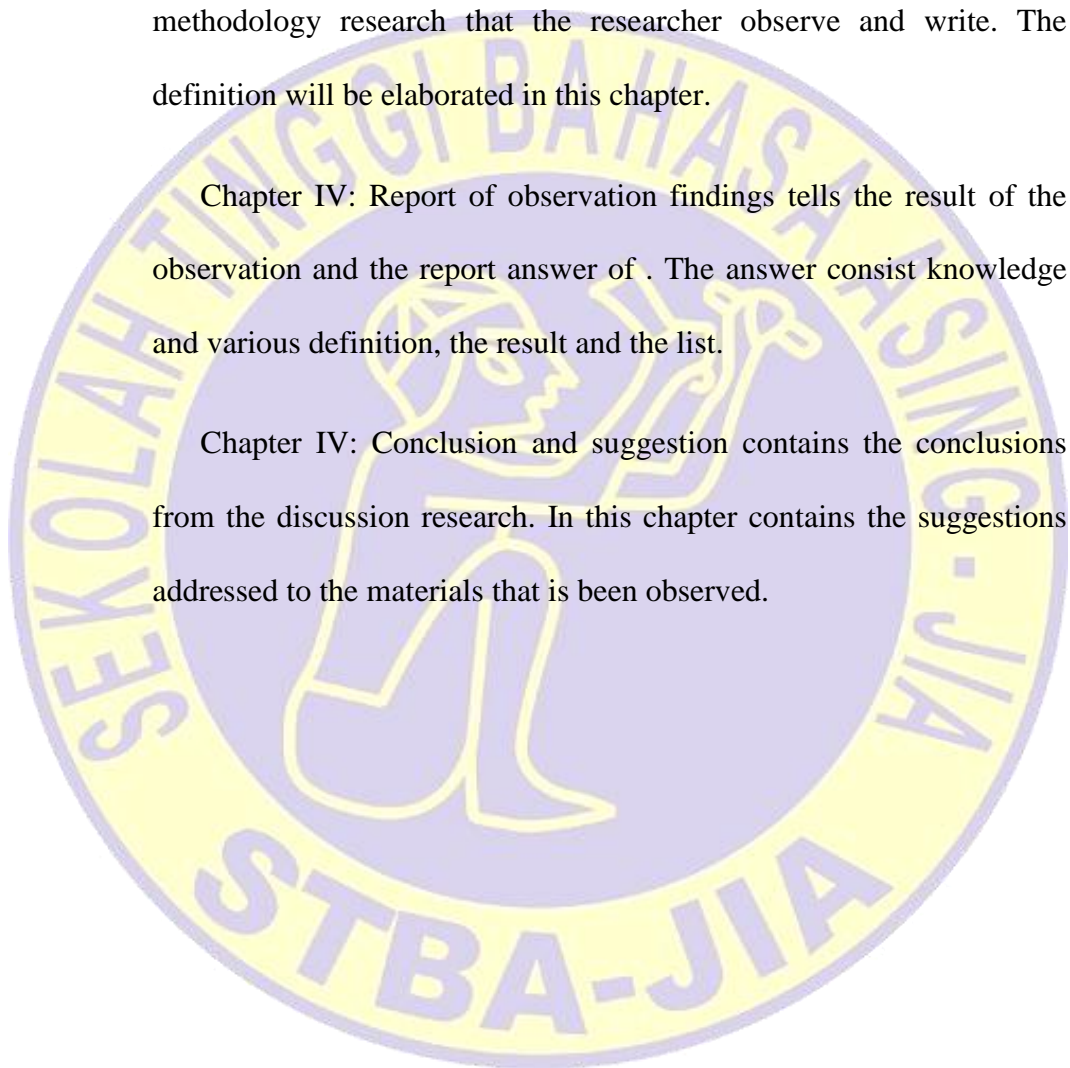 methodology research that the researcher observe and write. The
definition will be elaborated in this chapter.
Chapter IV: Report of observation findings tells the result of the
observation and the report answer of . The answer consist knowledge
and various definition, the result and the list.
Chapter IV: Conclusion and suggestion contains the conclusions
from the discussion research. In this chapter contains the suggestions
addressed to the materials that is been observed.
SEKOLAH TINGGI BAHASA ASING - JIA
STBA-JIA